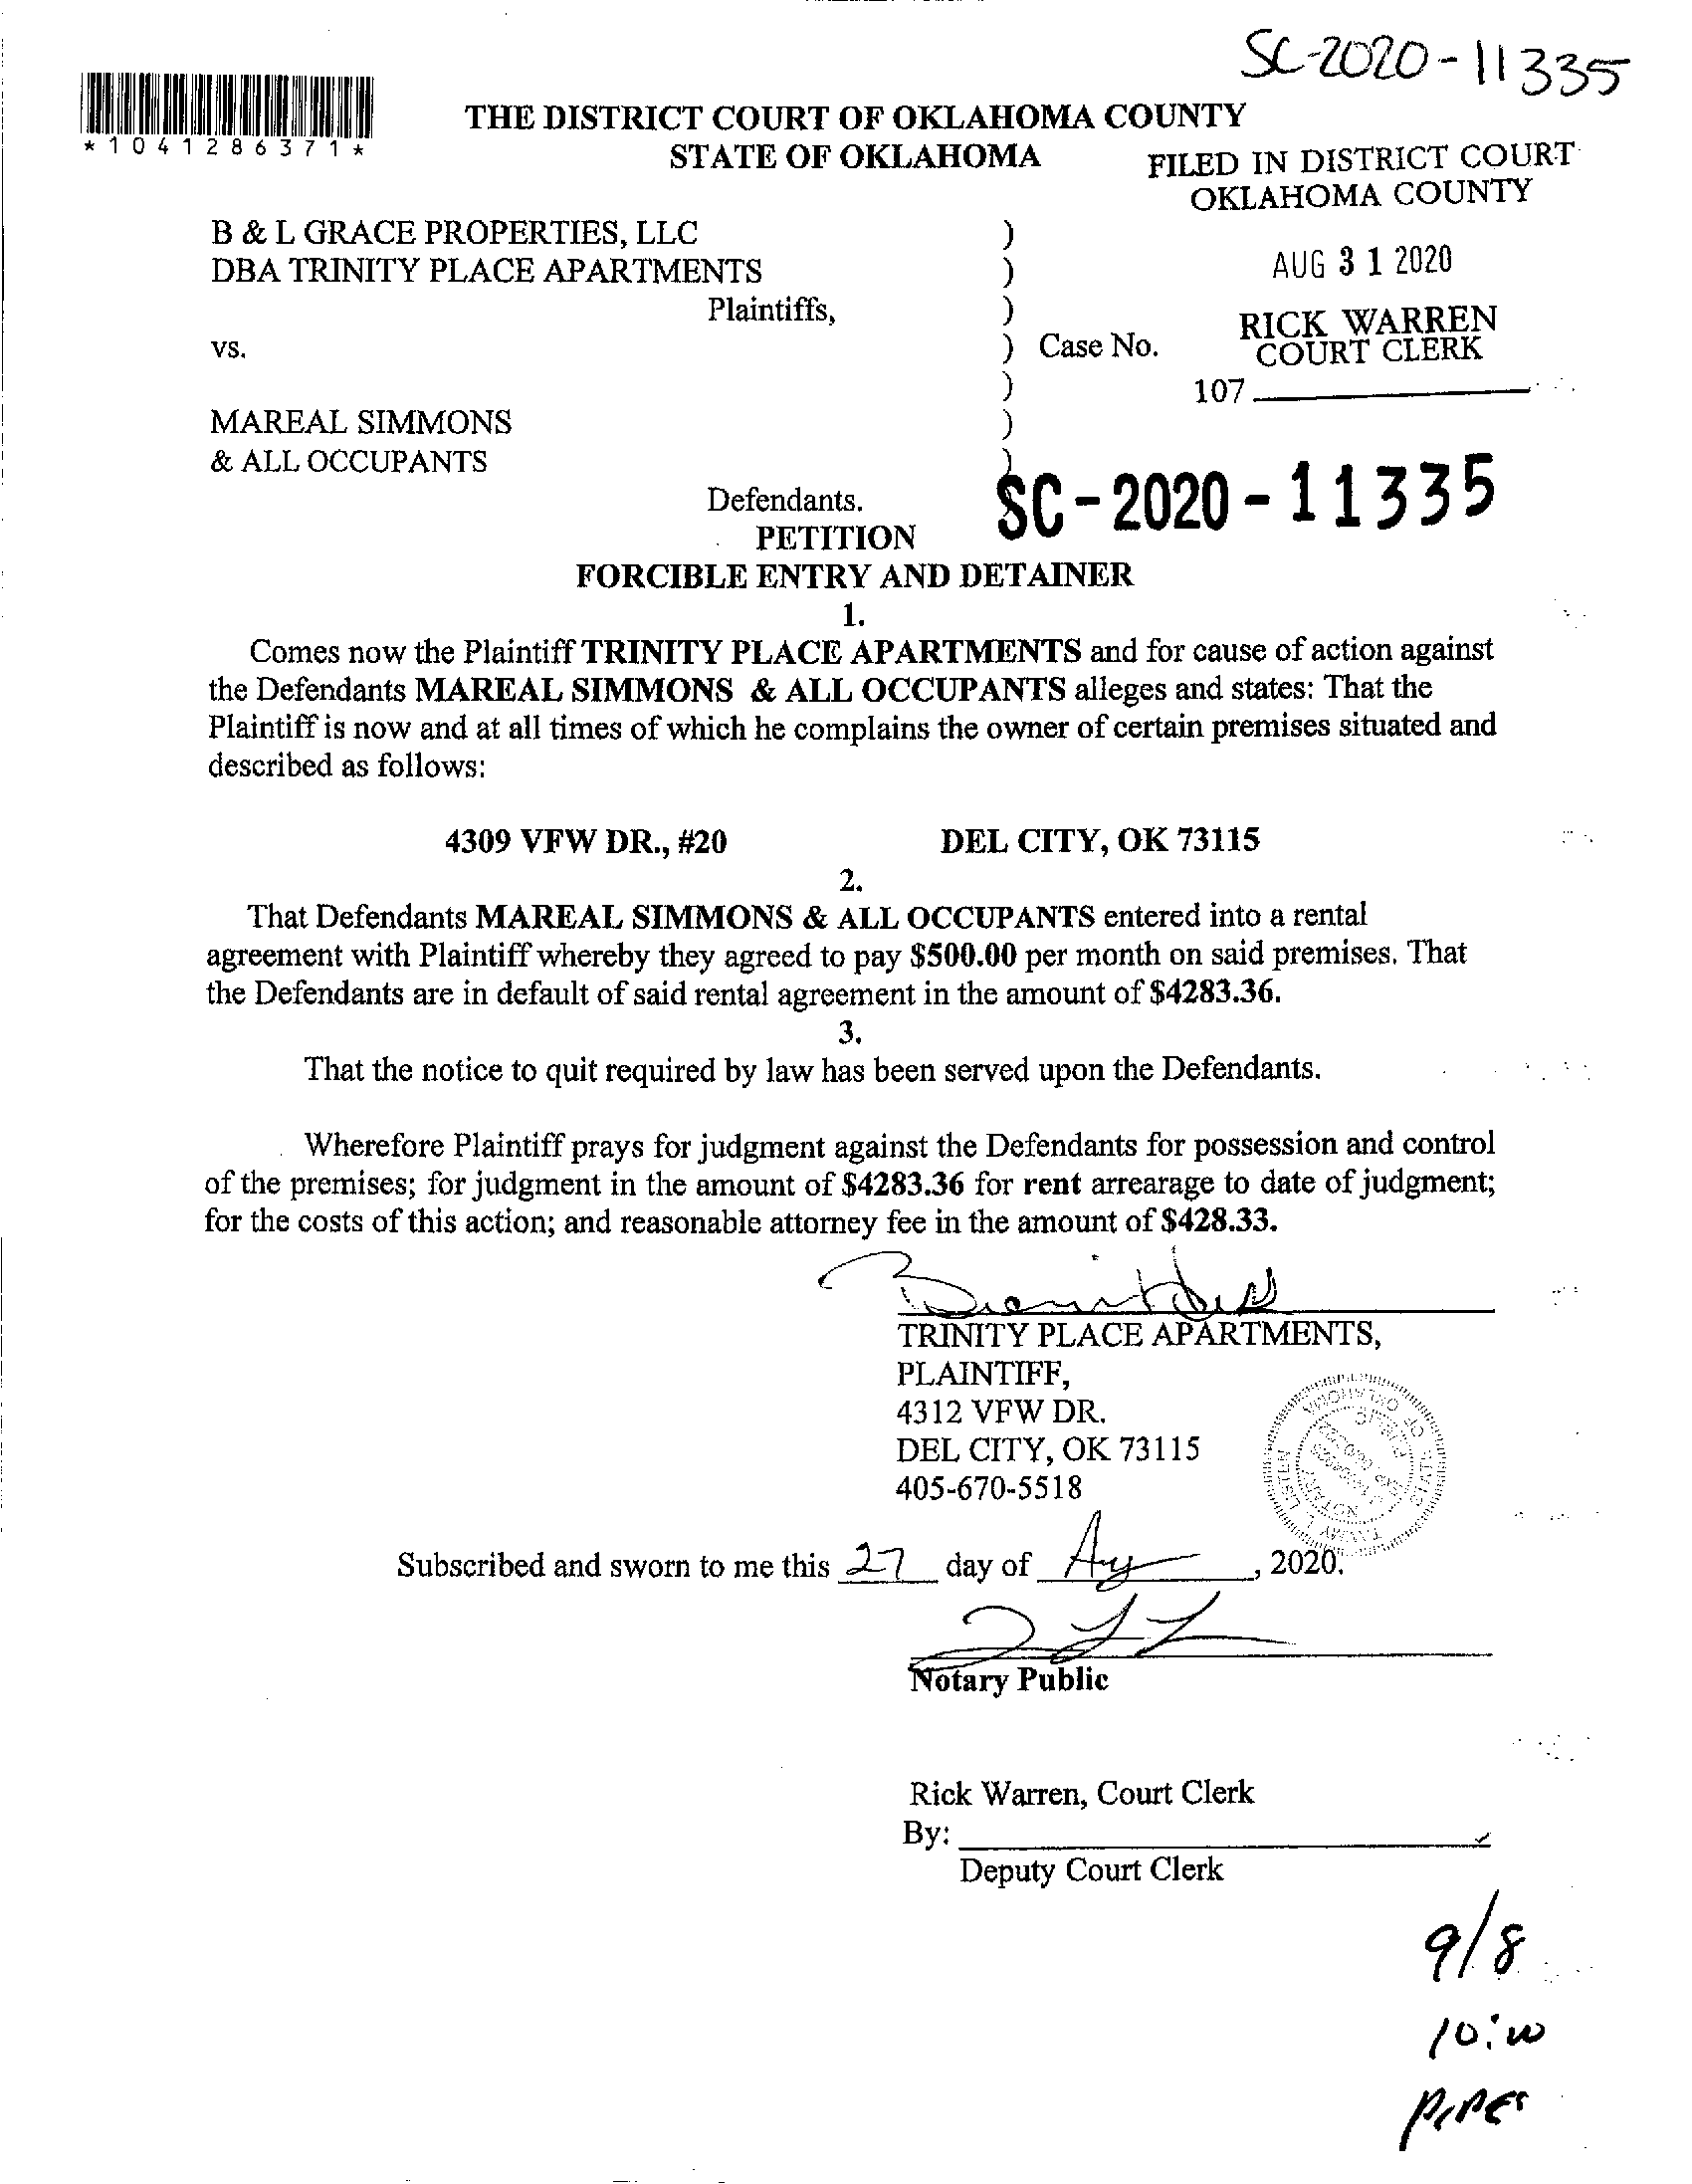 SC-2020-11335
*1041286371*
THE DISTRICT COURT OF OKLAHOMA COUNTY
STATE OF OKLAHOMA
FILED IN DISTRICT COURT
OKLAHOMA COUNTY
B & L GRACE PROPERTIES, LLC )
DBA TRINITY PLACE APARTMENTS )
AUG 31 2020
Plaintiffs, )
RICK WARREN
COURT CLERK
vs. ) Case No.
)
107
MAREAL SIMMONS )
& ALL OCCUPANTS )
Defendants.
SC-2020-11335
PETITION
FORCIBLE ENTRY AND DETAINER
1.
Comes now the Plaintiff TRINITY PLACE APARTMENTS and for cause of action against
the Defendants MAREAL SIMMONS & ALL OCCUPANTS alleges and states: That the
Plaintiff is now and at all times of which he complains the owner of certain premises situated and
described as follows:
4309 VFW DR., #20 DEL CITY, OK 73115
2.
That Defendants MAREAL SIMMONS & ALL OCCUPANTS entered into a rental
agreement with Plaintiff whereby they agreed to pay $500.00 per month on said premises. That
the Defendants are in default of said rental agreement in the amount of $4283.36.
3.
That the notice to quit required by law has been served upon the Defendants.
Wherefore Plaintiff prays for judgment against the Defendants for possession and control
of the premises; for judgment in the amount of $4283.36 for rent arrearage to date of judgment;
for the costs of this action; and reasonable attorney fee in the amount of $428.33.
TRINITY PLACE APARTMENTS,
PLAINTIFF,
4312 VFW DR.
DEL CITY, OK 73115
405-670-5518
Subscribed and sworn to me this 27 day of Aug, 2020.
Notary Public
Rick Warren, Court Clerk
By:
Deputy Court Clerk
9/8